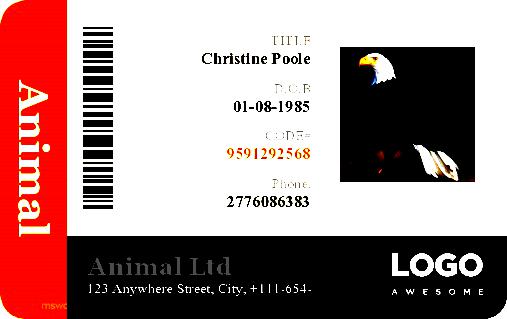 Animal
TITLE
Christine Poole
D.O.B
01-08-1985
CODE#
9591292568
Phone
2776086383
Animal Ltd
123 Anywhere Street, City, +111-654-
LOGO
AWESOME